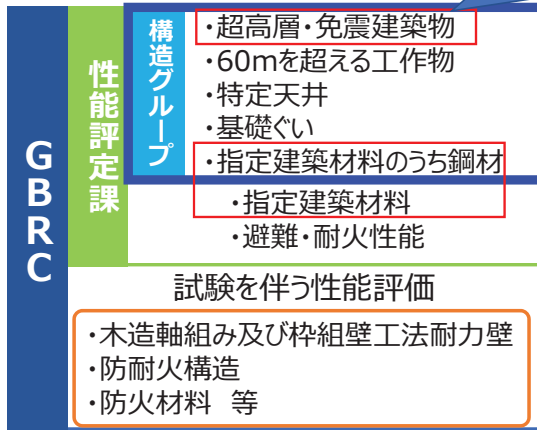 GBRC
性能評定課
構造グループ
・超高層・免震建築物
・60mを超える工作物
・特定天井
・基礎ぐい
・指定建築材料のうち鋼材
・指定建築材料
・避難・耐火性能
試験を伴う性能評価
・木造軸組み及び枠組壁工法耐力壁
・防耐火構造
・防火材料 等